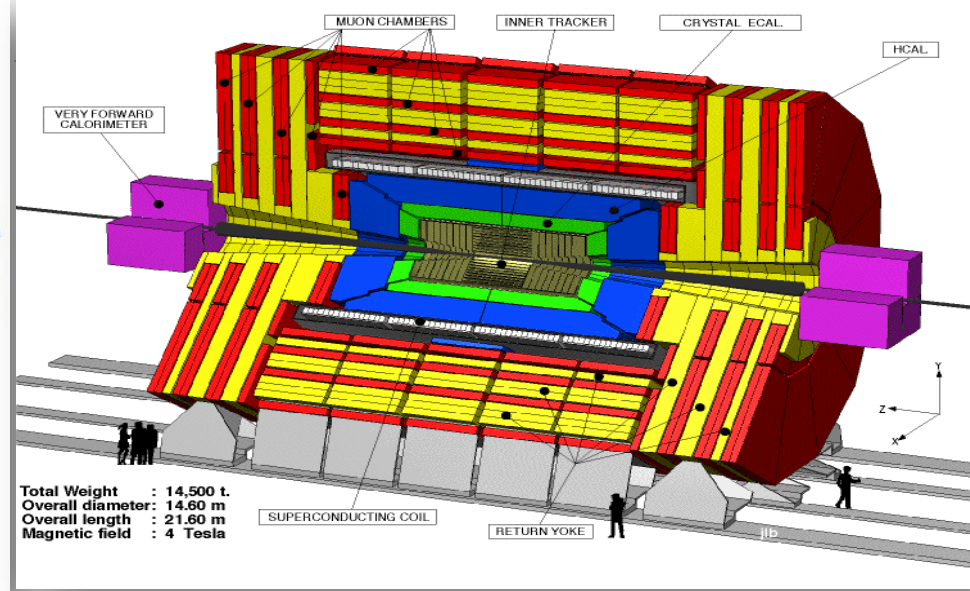 MUON CHAMBERS
INNER TRACKER
CRYSTAL ECAL
HCAL
VERY FORWARD
CALORIMETER
Y
Z
X
Total Weight : 14,500 t.
Overall diameter: 14.60 m
Overall length : 21.60 m
Magnetic field : 4 Tesla
SUPERCONDUCTING COIL
RETURN YOKE
jlb